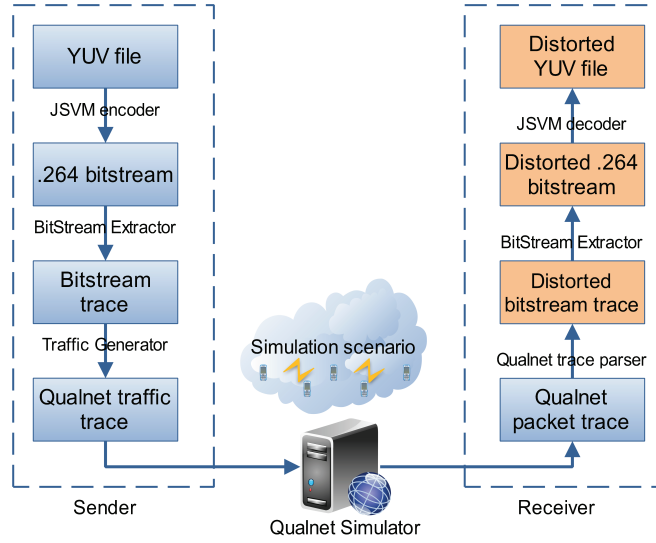 YUV file
JSVM encoder
.264 bitstream
BitStream Extractor
Bitstream
trace
Traffic Generator
Qualnet traffic
trace
Sender
Simulation scenario
Qualnet Simulator
Distorted
YUV file
JSVM decoder
Distorted .264
bitstream
BitStream Extractor
Distorted
bitstream trace
Qualnet trace parser
Qualnet
packet trace
Receiver